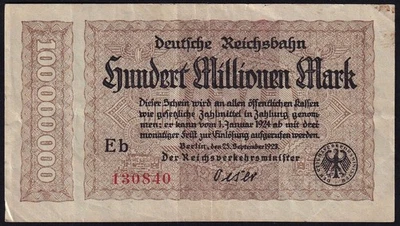 100000000
Deutsche Reichsbahn
Hundert Millionen Mark
Dieser Schein wird an allen öffentlichen Kassen
wie gesetzliche Zahlmittel in Zahlung genom-
men; er kann vom 1. Januar 1924 ab mit drei
monatiger Frist zur Einlösung aufgerufen werden.
Berlin, den 25. September 1923.
Der Reichsverkehrsminister
Eb
130840
Oeser